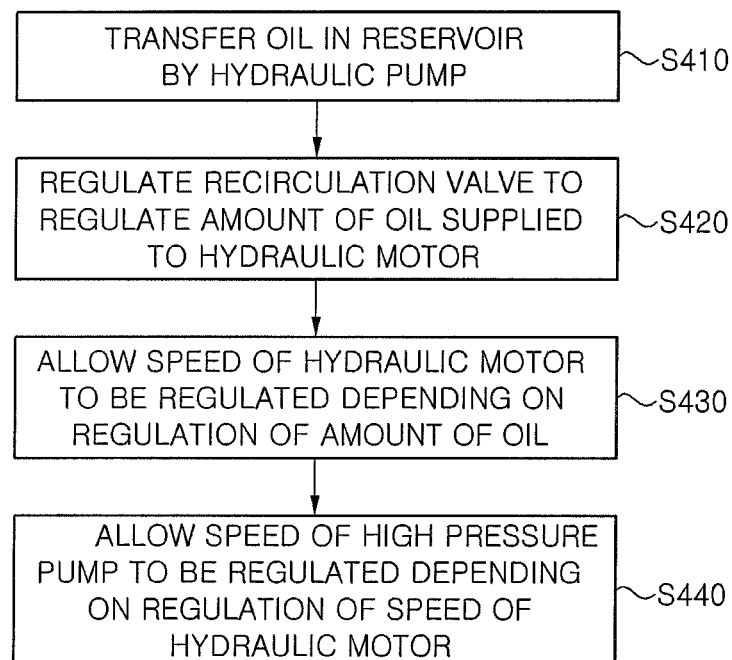 TRANSFER OIL IN RESERVOIR
BY HYDRAULIC PUMP
S410
REGULATE RECIRCULATION VALVE TO
REGULATE AMOUNT OF OIL SUPPLIED
TO HYDRAULIC MOTOR
S420
ALLOW SPEED OF HYDRAULIC MOTOR
TO BE REGULATED DEPENDING ON
REGULATION OF AMOUNT OF OIL
S430
ALLOW SPEED OF HIGH PRESSURE
PUMP TO BE REGULATED DEPENDING
ON REGULATION OF SPEED OF
HYDRAULIC MOTOR
S440